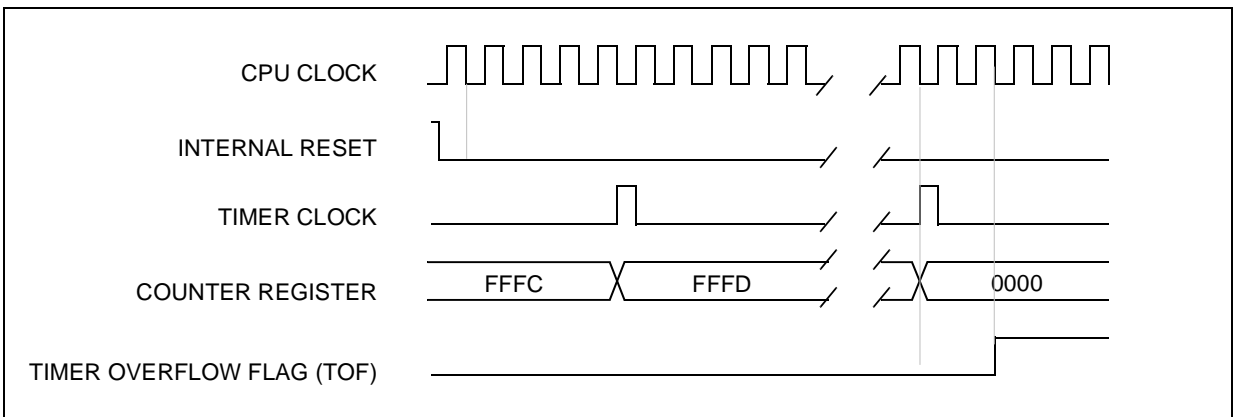 CPU CLOCK
INTERNAL RESET
TIMER CLOCK
COUNTER REGISTER FFFC FFFD 0000
TIMER OVERFLOW FLAG (TOF)